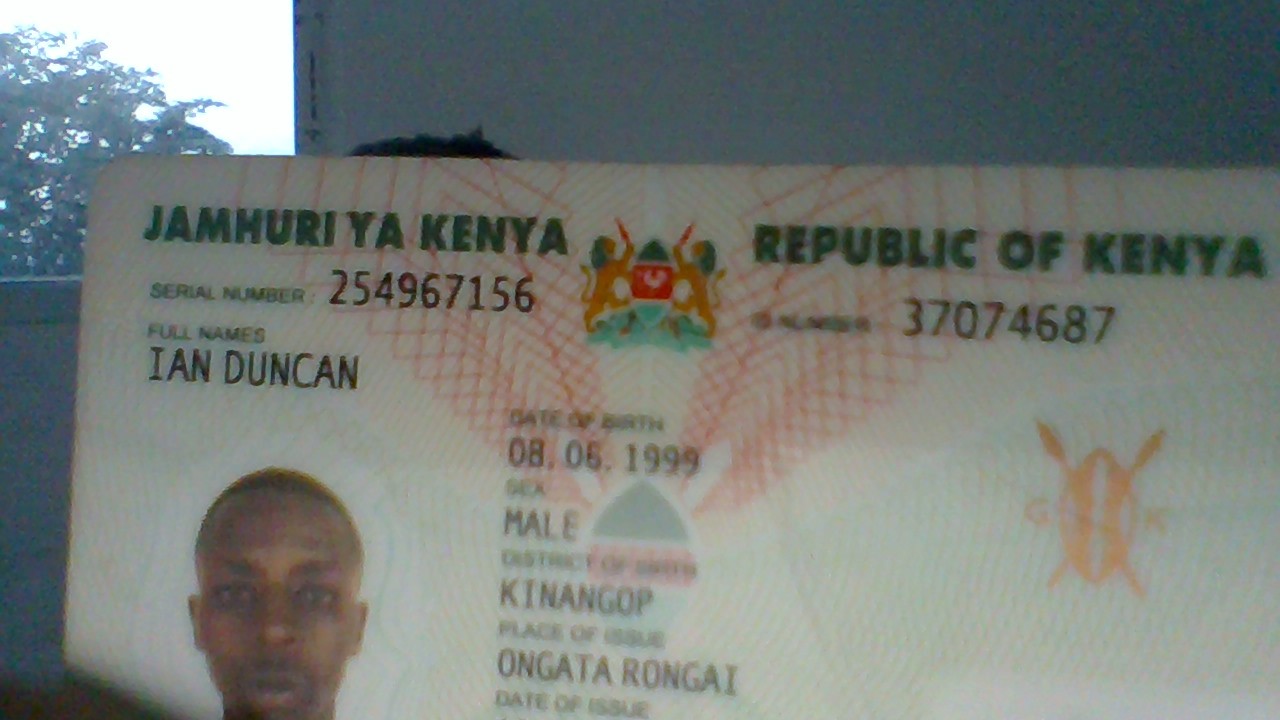 JAMHURI YA KENYA
REPUBLIC OF KENYA
SERIAL NUMBER: 254967156
ID NUMBER 37074687
FULL NAMES
IAN DUNCAN
DATE OF BIRTH
08.06.1999
SEX
MALE
DISTRICT OF BIRTH
KINANGOP
G K
PLACE OF ISSUE
ONGATA RONGAI
DATE OF ISSUE